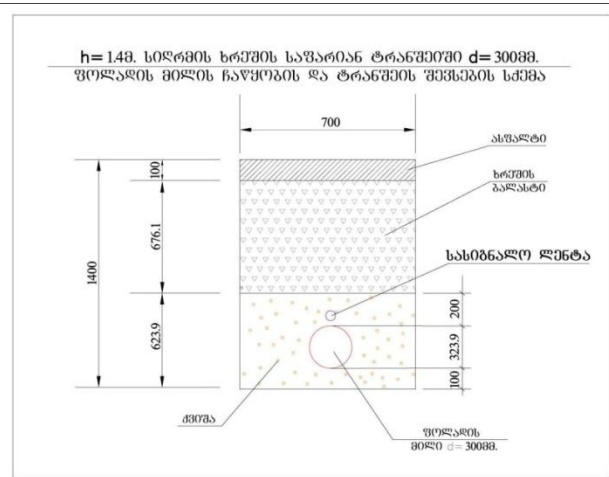 h= 1.4მ. სიღრმის ხრეშის საფარიან ტრანშეიში d= 300მმ.
ფოლადის მილის ჩაწყობის და ტრანშეის შევსების სქემა
700
ასფალტი
100
ხრეშის
ბალასტი
676.1
1400
სასიგნალო ლენტა
200
623.9
323.9
100
ქვიშა
ფოლადის
მილი d= 300მმ.